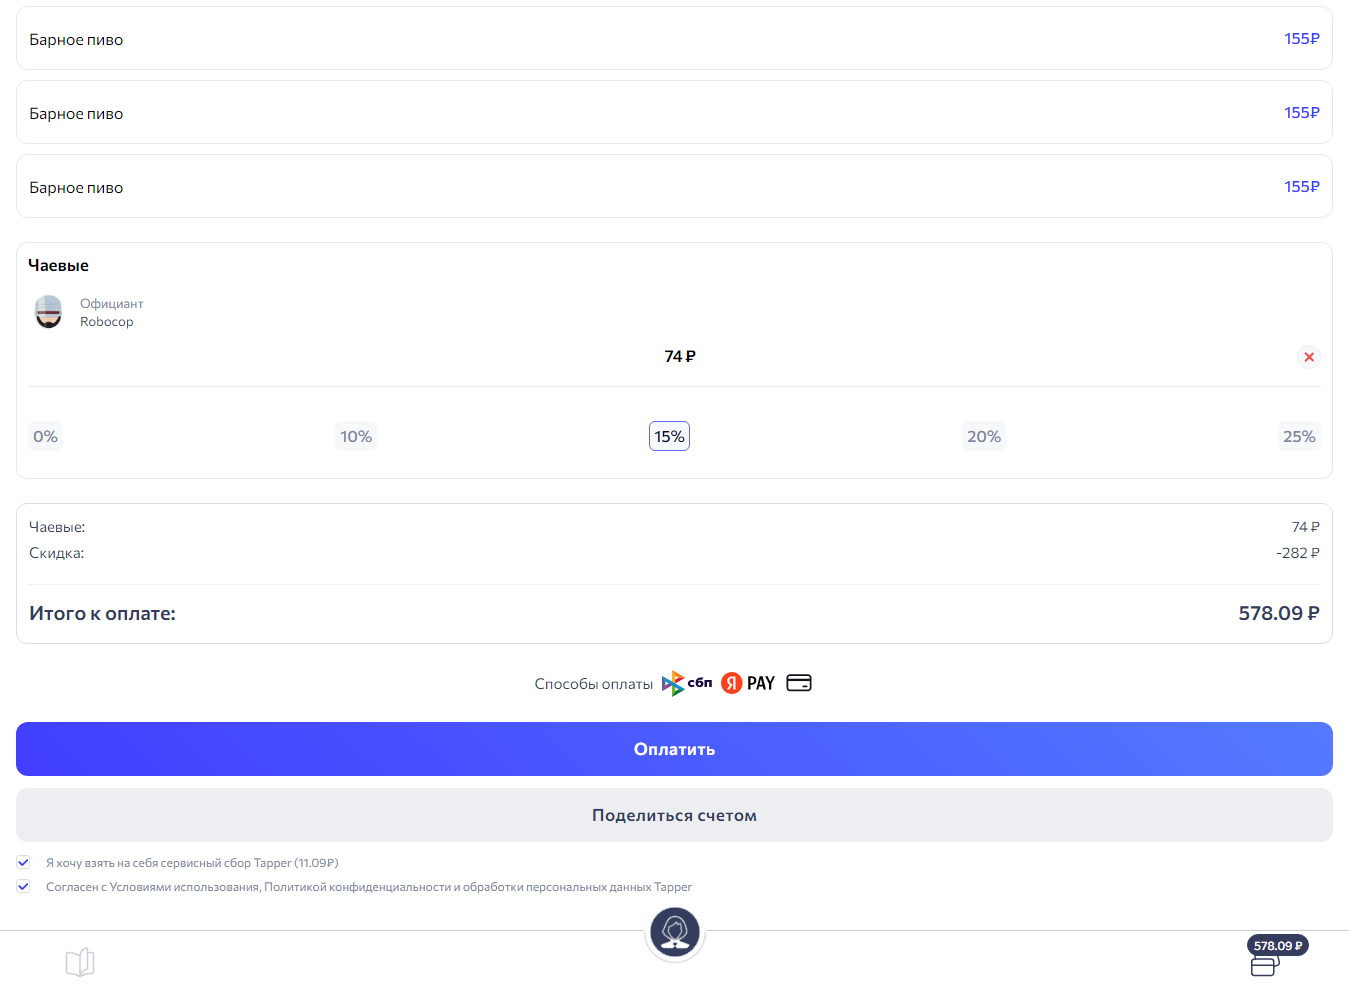 Барное пиво 155₽
Барное пиво 155₽
Барное пиво 155₽
Чаевые
Официант
Robocop
74 ₽
0% 10% 15% 20% 25%
Чаевые: 74 ₽
Скидка: -282 ₽
Итого к оплате: 578.09 ₽
Способы оплаты сбп Я PAY
Оплатить
Поделиться счетом
Я хочу взять на себя сервисный сбор Tapper (11.09₽)
Согласен с Условиями использования, Политикой конфиденциальности и обработки персональных данных Tapper
578.09 ₽